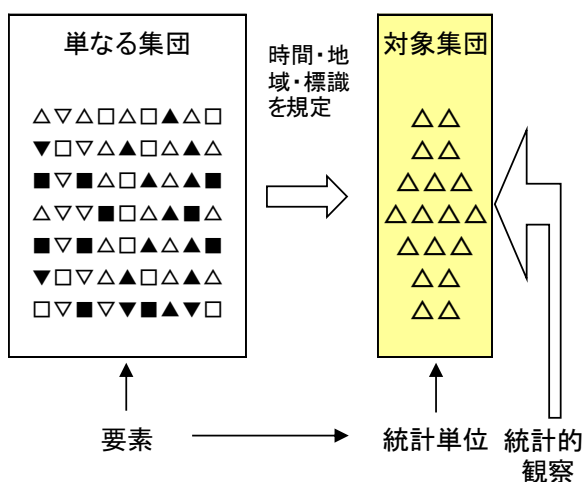 単なる集団
時間・地
域・標識
を規定
対象集団
△▽△□△□▲△□
▼□▽△▲□△▲△
■▽■△□▲△▲■
△▽▽■□△▲■△
■▽■△□▲△▲■
▼□▽△▲□△▲△
□▽■▽▼■▲▼□
△△
△△
△△△
△△△△
△△△
△△
△△
要素
統計単位
統計的
観察